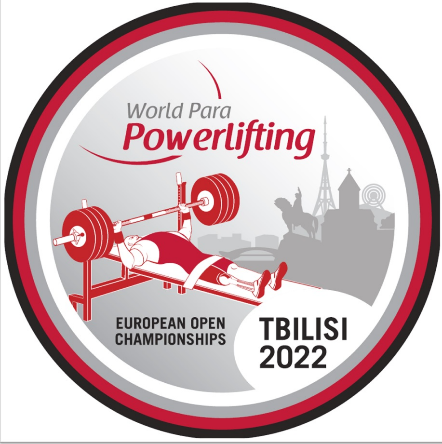 World Para
Powerlifting
EUROPEAN OPEN
CHAMPIONSHIPS
TBILISI
2022